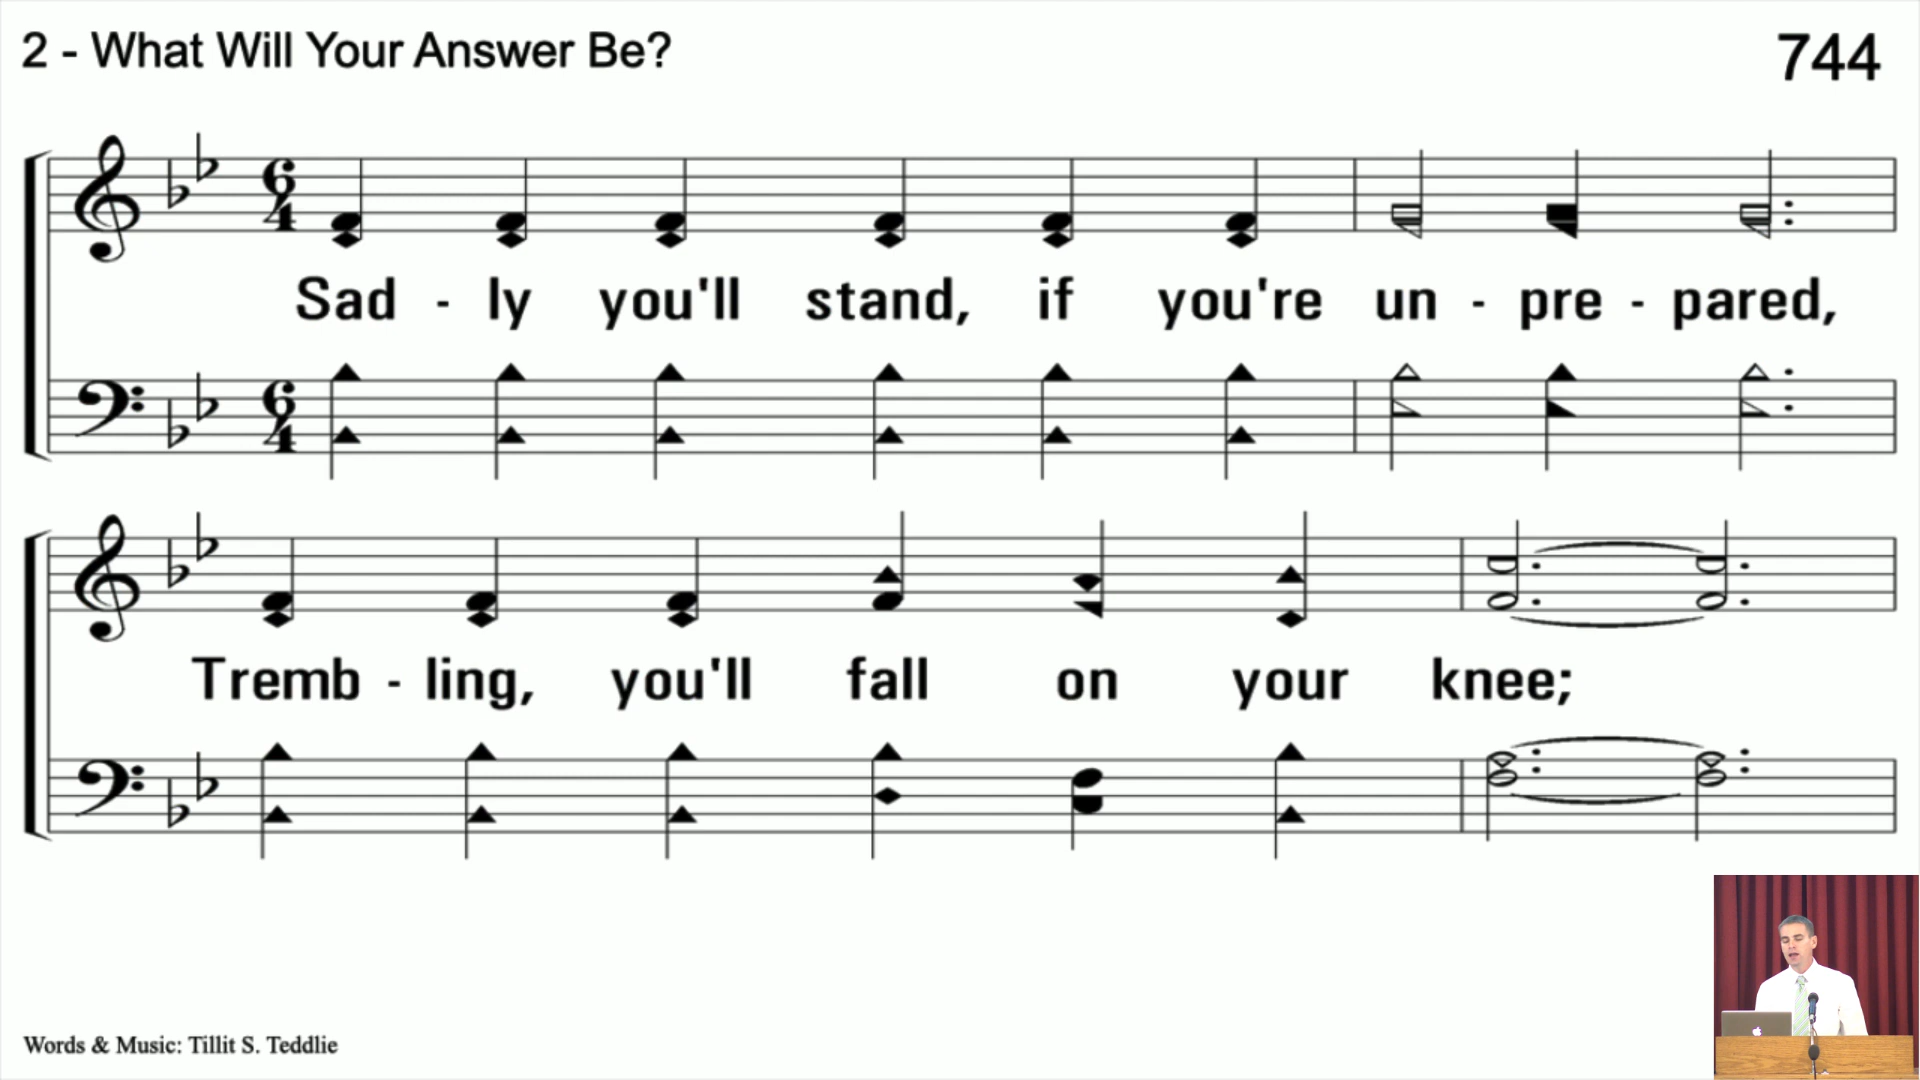 2 - What Will Your Answer Be?
744
Sad - ly you'll stand, if you're un - pre - pared,
Tremb - ling, you'll fall on your knee;
Words & Music: Tillit S. Teddlie